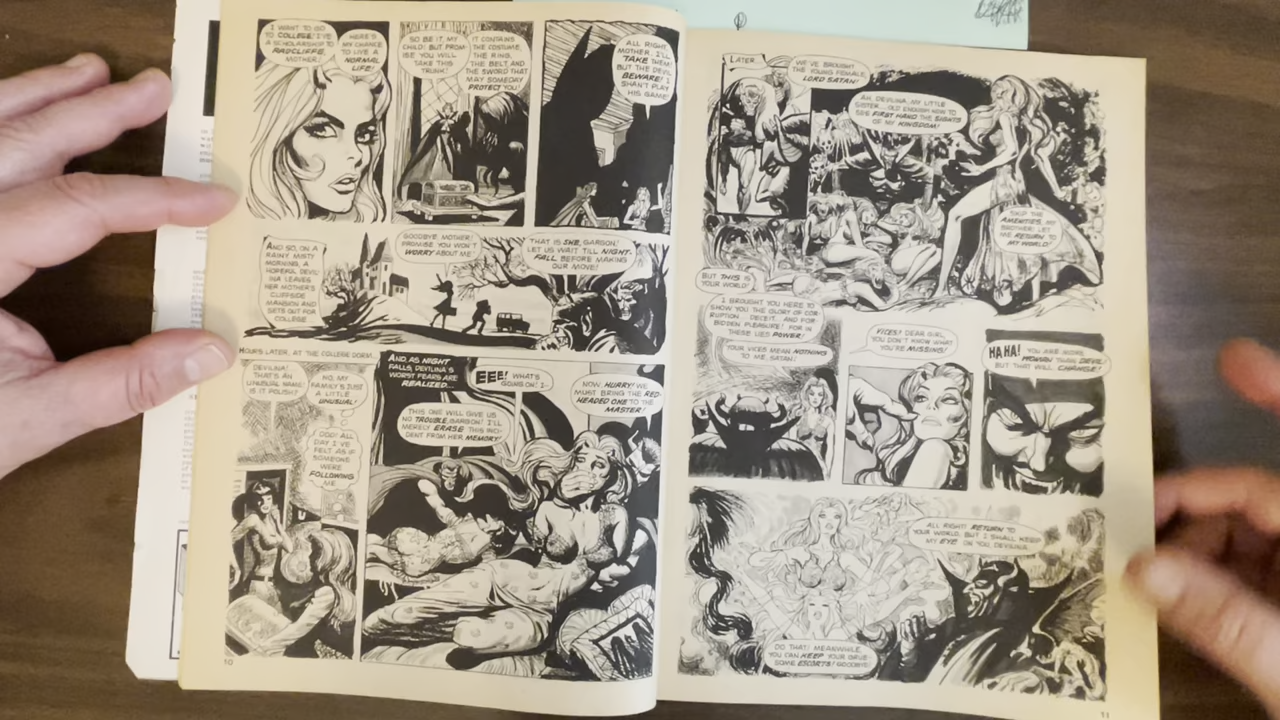 I WANT TO GO
TO COLLEGE! I'VE
A SCHOLARSHIP TO
RADCLIFFE,
MOTHER!
HERE'S
MY CHANCE
TO LIVE A
NORMAL
LIFE!
SO BE IT, MY
CHILD! BUT PROM-
ISE YOU WILL
TAKE THIS
TRUNK!
IT CONTAINS
THE COSTUME,
THE RING,
THE BELT, AND
THE SWORD THAT
MAY SOMEDAY
PROTECT YOU!
ALL RIGHT,
MOTHER. I'LL
TAKE THEM!
BUT THE DEVIL
BEWARE! I
SHAN'T PLAY
HIS GAME!
AND SO, ON A
RAINY, MISTY
MORNING, A
HOPEFUL DEVIL-
INA LEAVES
HER MOTHER'S
CLIFFSIDE
MANSION AND
SETS OUT FOR
COLLEGE
GOODBYE, MOTHER!
PROMISE YOU WON'T
WORRY ABOUT ME!
THAT IS SHE, GARGON!
LET US WAIT TILL NIGHT-
FALL BEFORE MAKING
OUR MOVE!
HOURS LATER, AT THE COLLEGE DORM...
DEVILINA!
THAT'S AN
UNUSUAL NAME!
IS IT POLISH?
NO, MY
FAMILY'S JUST
A LITTLE
UNUSUAL!
ODD! ALL
DAY I'VE
FELT AS IF
SOMEONE
WERE
FOLLOWING
ME
AND AS NIGHT
FALLS, DEVILINA'S
WORST FEARS ARE
REALIZED...
EEE! WHAT'S
GOING ON! I-
NOW HURRY! WE
MUST BRING THE RED-
HEADED ONE TO THE
MASTER!
THIS ONE WILL GIVE US
NO TROUBLE, GARGON! I'LL
MERELY ERASE THIS INCI-
DENT FROM HER MEMORY!
10
LATER...
WE'VE BROUGHT
THE YOUNG FEMALE,
LORD SATAN!
AH, DEVILINA, MY LITTLE
SISTER... OLD ENOUGH NOW TO
SEE FIRST HAND THE SIGHTS
OF MY KINGDOM!
SKIP THE
AMENITIES, MY
BROTHER! LET
ME RETURN TO
MY WORLD!
BUT THIS IS
YOUR WORLD!
I BROUGHT YOU HERE TO
SHOW YOU THE GLORY OF COR-
RUPTION... DECEIT... AND FOR-
BIDDEN PLEASURE! FOR IN
THESE LIES POWER!
YOUR VICES MEAN NOTHING
TO ME, SATAN!
VICES! DEAR GIRL,
YOU DON'T KNOW WHAT
YOU'RE MISSING!
HA HA! YOU ARE MORE
WOMAN THAN DEVIL!
BUT THAT WILL CHANGE!
ALL RIGHT! RETURN TO
YOUR WORLD. BUT I SHALL KEEP
MY EYE ON YOU, DEVILINA.
DO THAT! MEANWHILE,
YOU CAN KEEP YOUR GRUE-
SOME ESCORTS! GOODBYE!
11